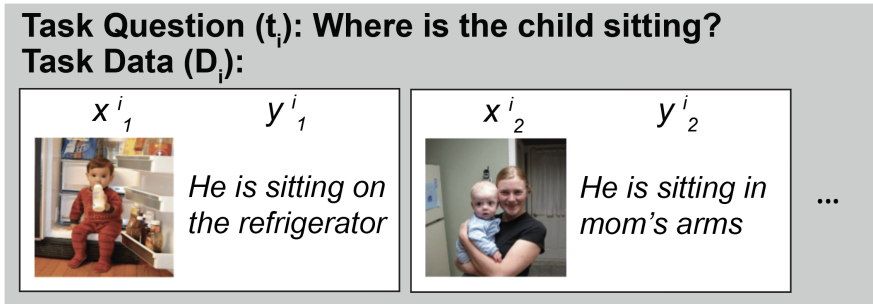 Task Question (tᵢ): Where is the child sitting?
Task Data (Dᵢ):
xⁱ₁ yⁱ₁
He is sitting on
the refrigerator
xⁱ₂ yⁱ₂
He is sitting in
mom's arms
...